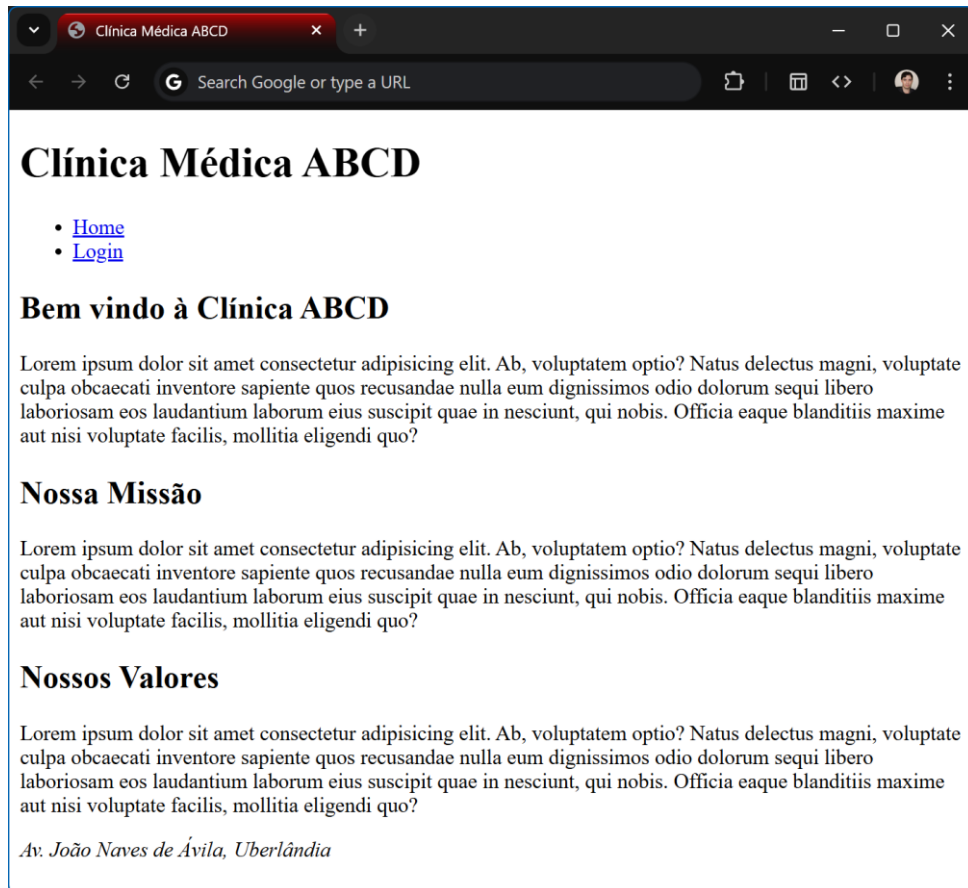 Clínica Médica ABCD
Search Google or type a URL
Clínica Médica ABCD
Home
Login
Bem vindo à Clínica ABCD
Lorem ipsum dolor sit amet consectetur adipisicing elit. Ab, voluptatem optio? Natus delectus magni, voluptate
culpa obcaecati inventore sapiente quos recusandae nulla eum dignissimos odio dolorum sequi libero
laboriosam eos laudantium laborum eius suscipit quae in nesciunt, qui nobis. Officia eaque blanditiis maxime
aut nisi voluptate facilis, mollitia eligendi quo?
Nossa Missão
Lorem ipsum dolor sit amet consectetur adipisicing elit. Ab, voluptatem optio? Natus delectus magni, voluptate
culpa obcaecati inventore sapiente quos recusandae nulla eum dignissimos odio dolorum sequi libero
laboriosam eos laudantium laborum eius suscipit quae in nesciunt, qui nobis. Officia eaque blanditiis maxime
aut nisi voluptate facilis, mollitia eligendi quo?
Nossos Valores
Lorem ipsum dolor sit amet consectetur adipisicing elit. Ab, voluptatem optio? Natus delectus magni, voluptate
culpa obcaecati inventore sapiente quos recusandae nulla eum dignissimos odio dolorum sequi libero
laboriosam eos laudantium laborum eius suscipit quae in nesciunt, qui nobis. Officia eaque blanditiis maxime
aut nisi voluptate facilis, mollitia eligendi quo?
Av. João Naves de Ávila, Uberlândia